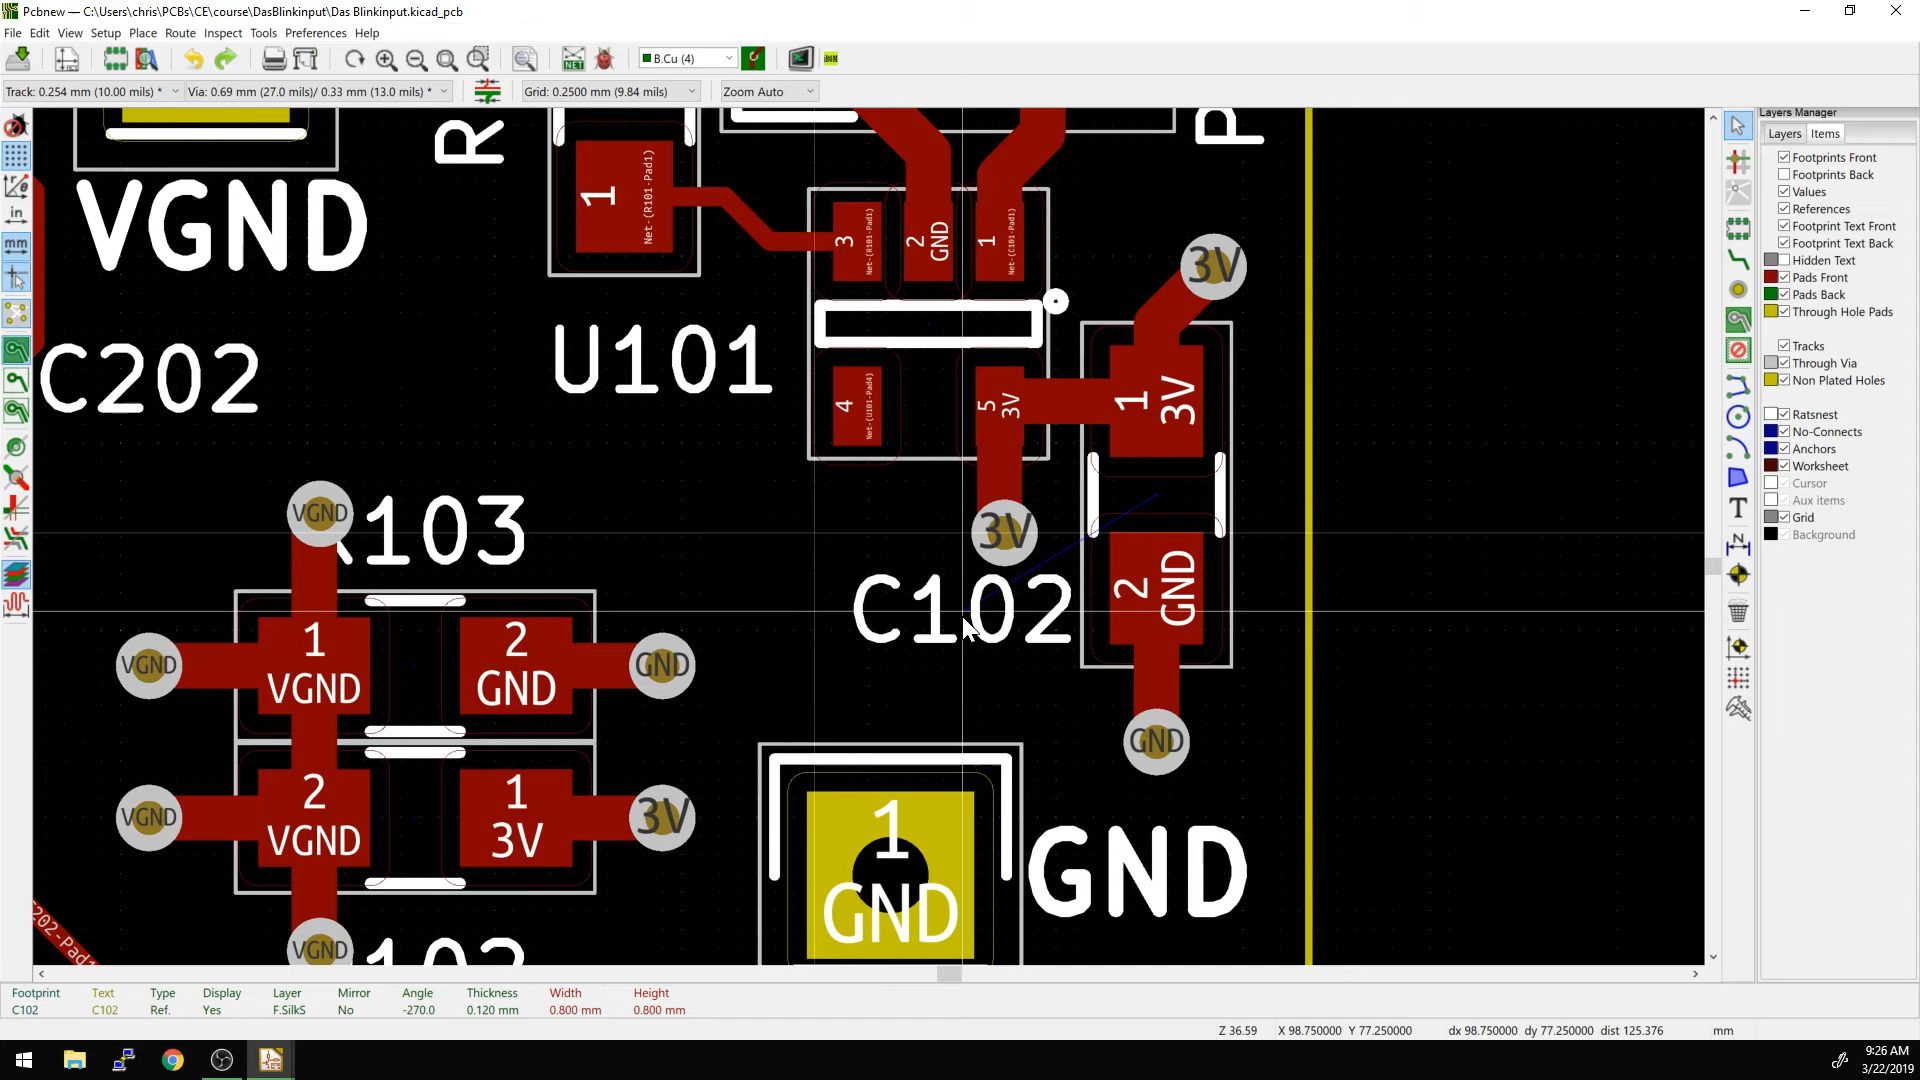 Pcbnew — C:\Users\chris\PCBs\CE\course\DasBlinkinput\Das Blinkinput.kicad_pcb
File Edit View Setup Place Route Inspect Tools Preferences Help
B.Cu (4)
Track: 0.254 mm (10.00 mils) * Via: 0.69 mm (27.0 mils)/ 0.33 mm (13.0 mils) * Grid: 0.2500 mm (9.84 mils) Zoom Auto
Layers Manager
Layers Items
Footprints Front
Footprints Back
Values
References
Footprint Text Front
Footprint Text Back
Hidden Text
Pads Front
Pads Back
Through Hole Pads
Tracks
Through Via
Non Plated Holes
Ratsnest
No-Connects
Anchors
Worksheet
Cursor
Aux items
Grid
Background
in
mm
NET
R
P
VGND
1
Net-(R101-Pad1)
3
Net-(R101-Pad1)
2
GND
1
Net-(C101-Pad1)
3V
U101
C202
4
Net-(U101-Pad4)
5
3V
1
3V
VGND
R103
3V
C102
2
GND
VGND
1
VGND
2
GND
GND
GND
VGND
2
VGND
1
3V
3V
1
GND
GND
VGND
Footprint Text Type Display Layer Mirror Angle Thickness Width Height
C102 C102 Ref. Yes F.SilkS No -270.0 0.120 mm 0.800 mm 0.800 mm
Z 36.59 X 98.750000 Y 77.250000 dx 98.750000 dy 77.250000 dist 125.376 mm
9:26 AM
3/22/2019